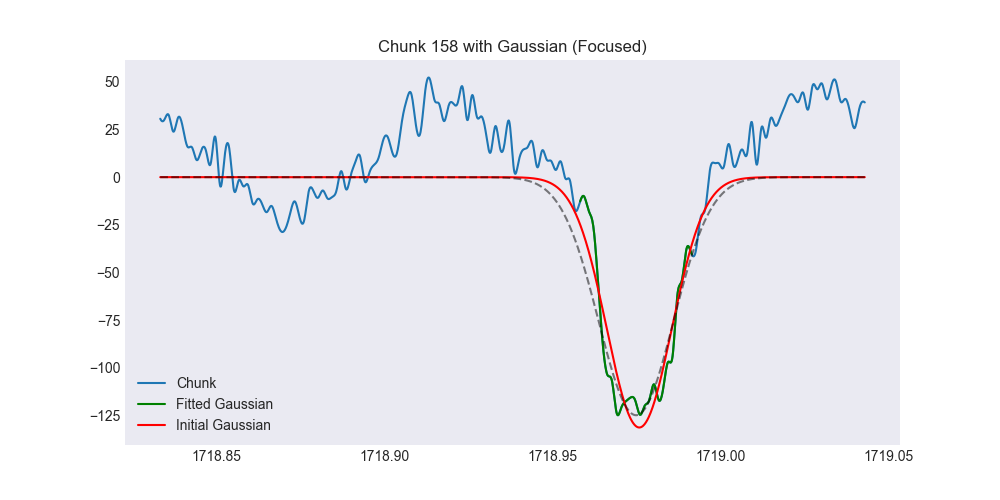 Chunk 158 with Gaussian (Focused)
50
25
0
−25
−50
−75
−100
−125
Chunk
Fitted Gaussian
Initial Gaussian
1718.85 1718.90 1718.95 1719.00 1719.05